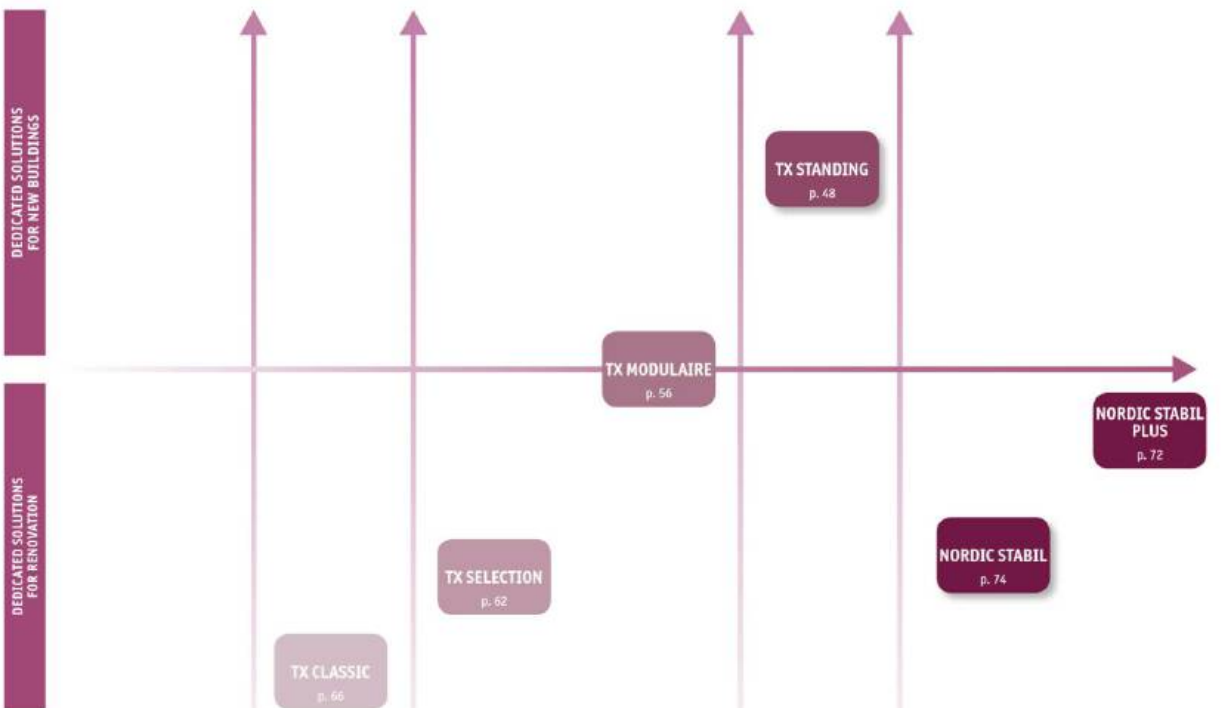 DEDICATED SOLUTIONS
FOR NEW BUILDINGS
TX STANDING
p. 48
TX MODULAIRE
p. 56
NORDIC STABIL
PLUS
p. 72
DEDICATED SOLUTIONS
FOR RENOVATION
NORDIC STABIL
p. 74
TX SELECTION
p. 62
TX CLASSIC
p. 66